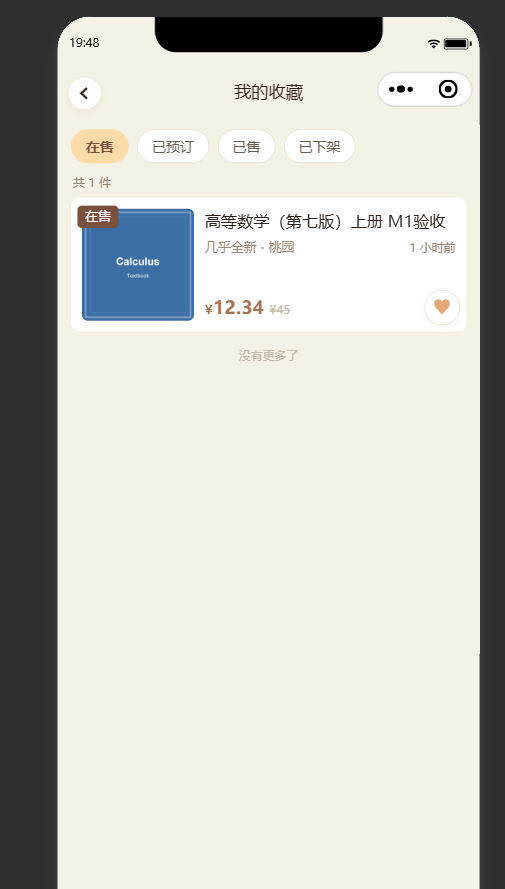 19:48
我的收藏
在售 已预订 已售 已下架
共 1 件
在售
Calculus
Textbook
高等数学（第七版）上册 M1验收
几乎全新 · 桃园 1 小时前
¥12.34 ¥45
没有更多了